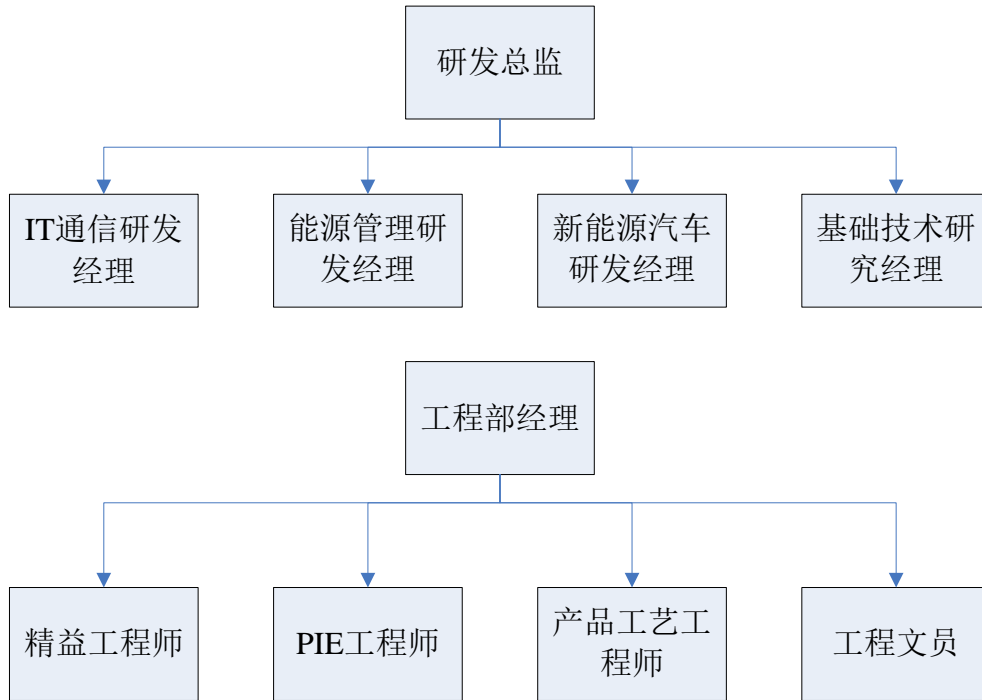 研发总监
IT通信研发
经理
能源管理研
发经理
新能源汽车
研发经理
基础技术研
究经理
工程部经理
精益工程师
PIE工程师
产品工艺工
程师
工程文员